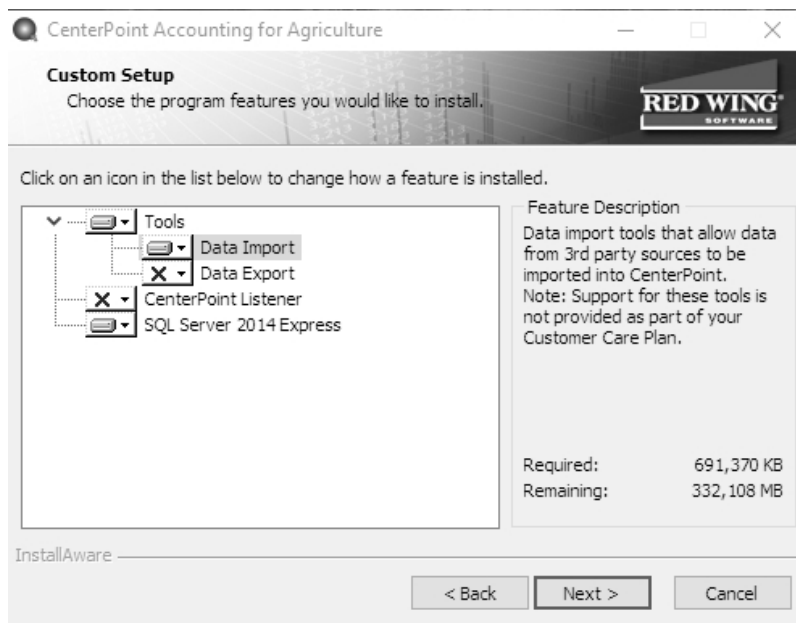 CenterPoint Accounting for Agriculture
Custom Setup
Choose the program features you would like to install.
RED WING
SOFTWARE
Click on an icon in the list below to change how a feature is installed.
Tools
Data Import
Data Export
CenterPoint Listener
SQL Server 2014 Express
Feature Description
Data import tools that allow data
from 3rd party sources to be
imported into CenterPoint.
Note: Support for these tools is
not provided as part of your
Customer Care Plan.
Required: 691,370 KB
Remaining: 332,108 MB
InstallAware
< Back Next > Cancel